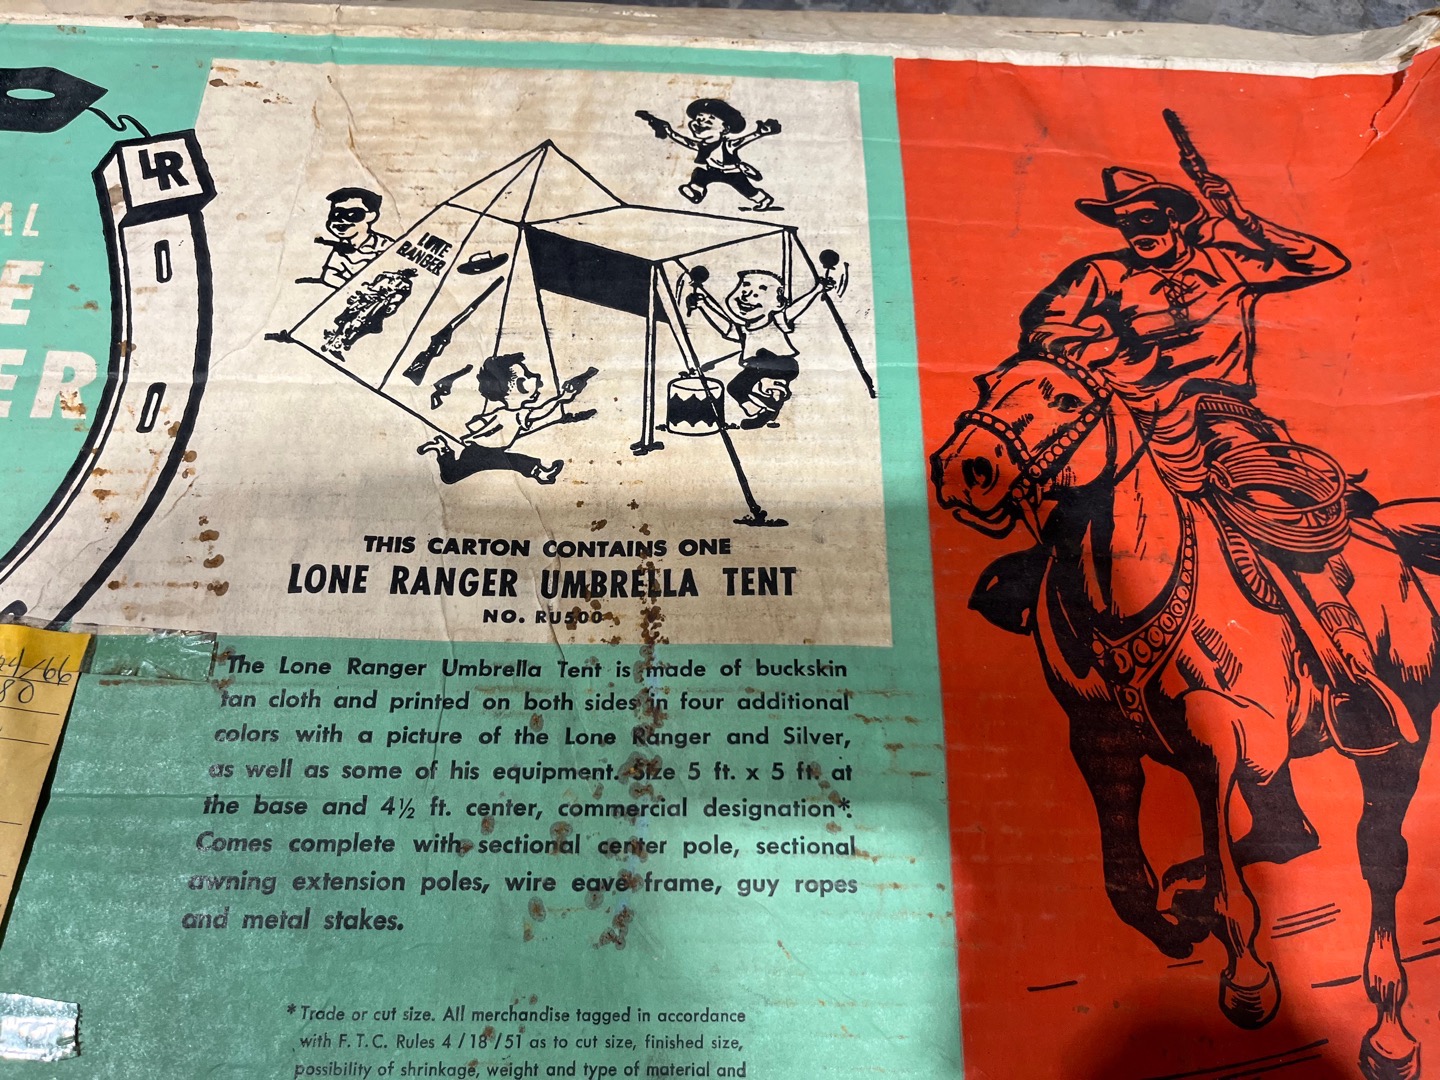 LR
AL
E
ER
LONE
RANGER
THIS CARTON CONTAINS ONE
LONE RANGER UMBRELLA TENT
NO. RU500
The Lone Ranger Umbrella Tent is made of buckskin
tan cloth and printed on both sides in four additional
colors with a picture of the Lone Ranger and Silver,
as well as some of his equipment. Size 5 ft. x 5 ft. at
the base and 4½ ft. center, commercial designation*.
Comes complete with sectional center pole, sectional
awning extension poles, wire eave frame, guy ropes
and metal stakes.
*Trade or cut size. All merchandise tagged in accordance
with F.T.C. Rules 4/18/51 as to cut size, finished size,
possibility of shrinkage, weight and type of material and
/66
80